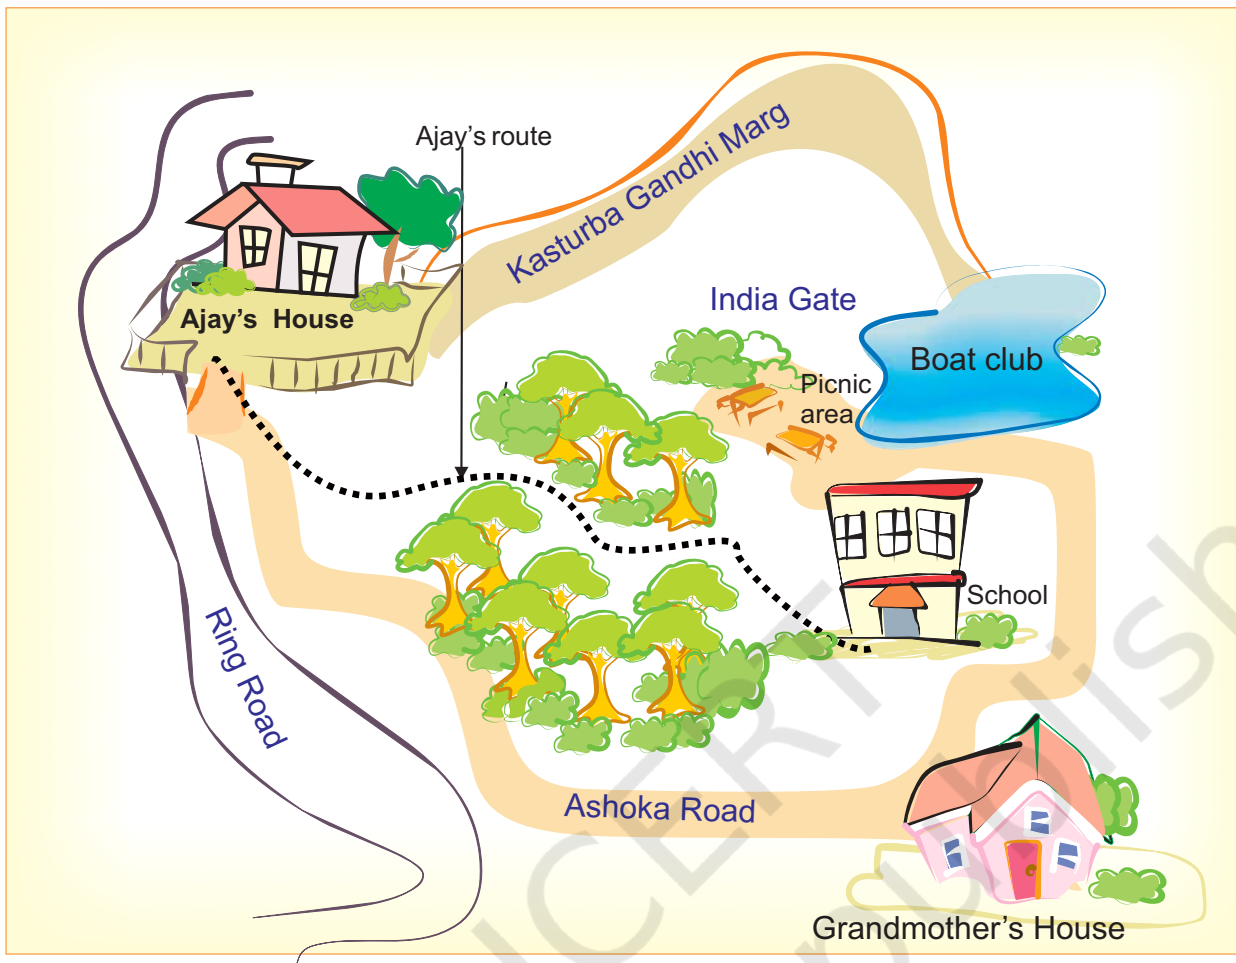 Ajay's route
Kasturba Gandhi Marg
India Gate
Ajay's House
Boat club
Picnic
area
School
Ring Road
Ashoka Road
Grandmother's House